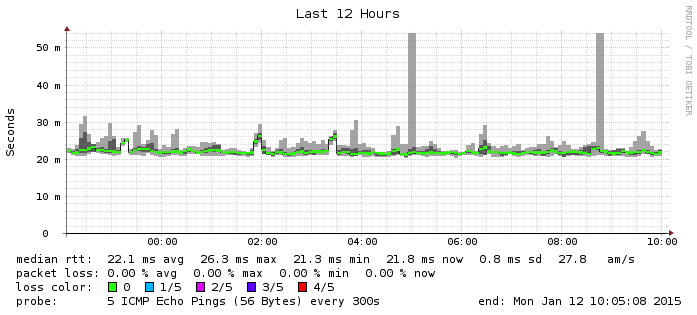 Last 12 Hours
RRDTOOL / TOBI OETIKER
Seconds
50 m
40 m
30 m
20 m
10 m
0
00:00 02:00 04:00 06:00 08:00 10:00
median rtt: 22.1 ms avg 26.3 ms max 21.3 ms min 21.8 ms now 0.8 ms sd 27.8 am/s
packet loss: 0.00 % avg 0.00 % max 0.00 % min 0.00 % now
loss color: 0 1/5 2/5 3/5 4/5
probe: 5 ICMP Echo Pings (56 Bytes) every 300s end: Mon Jan 12 10:05:08 2015